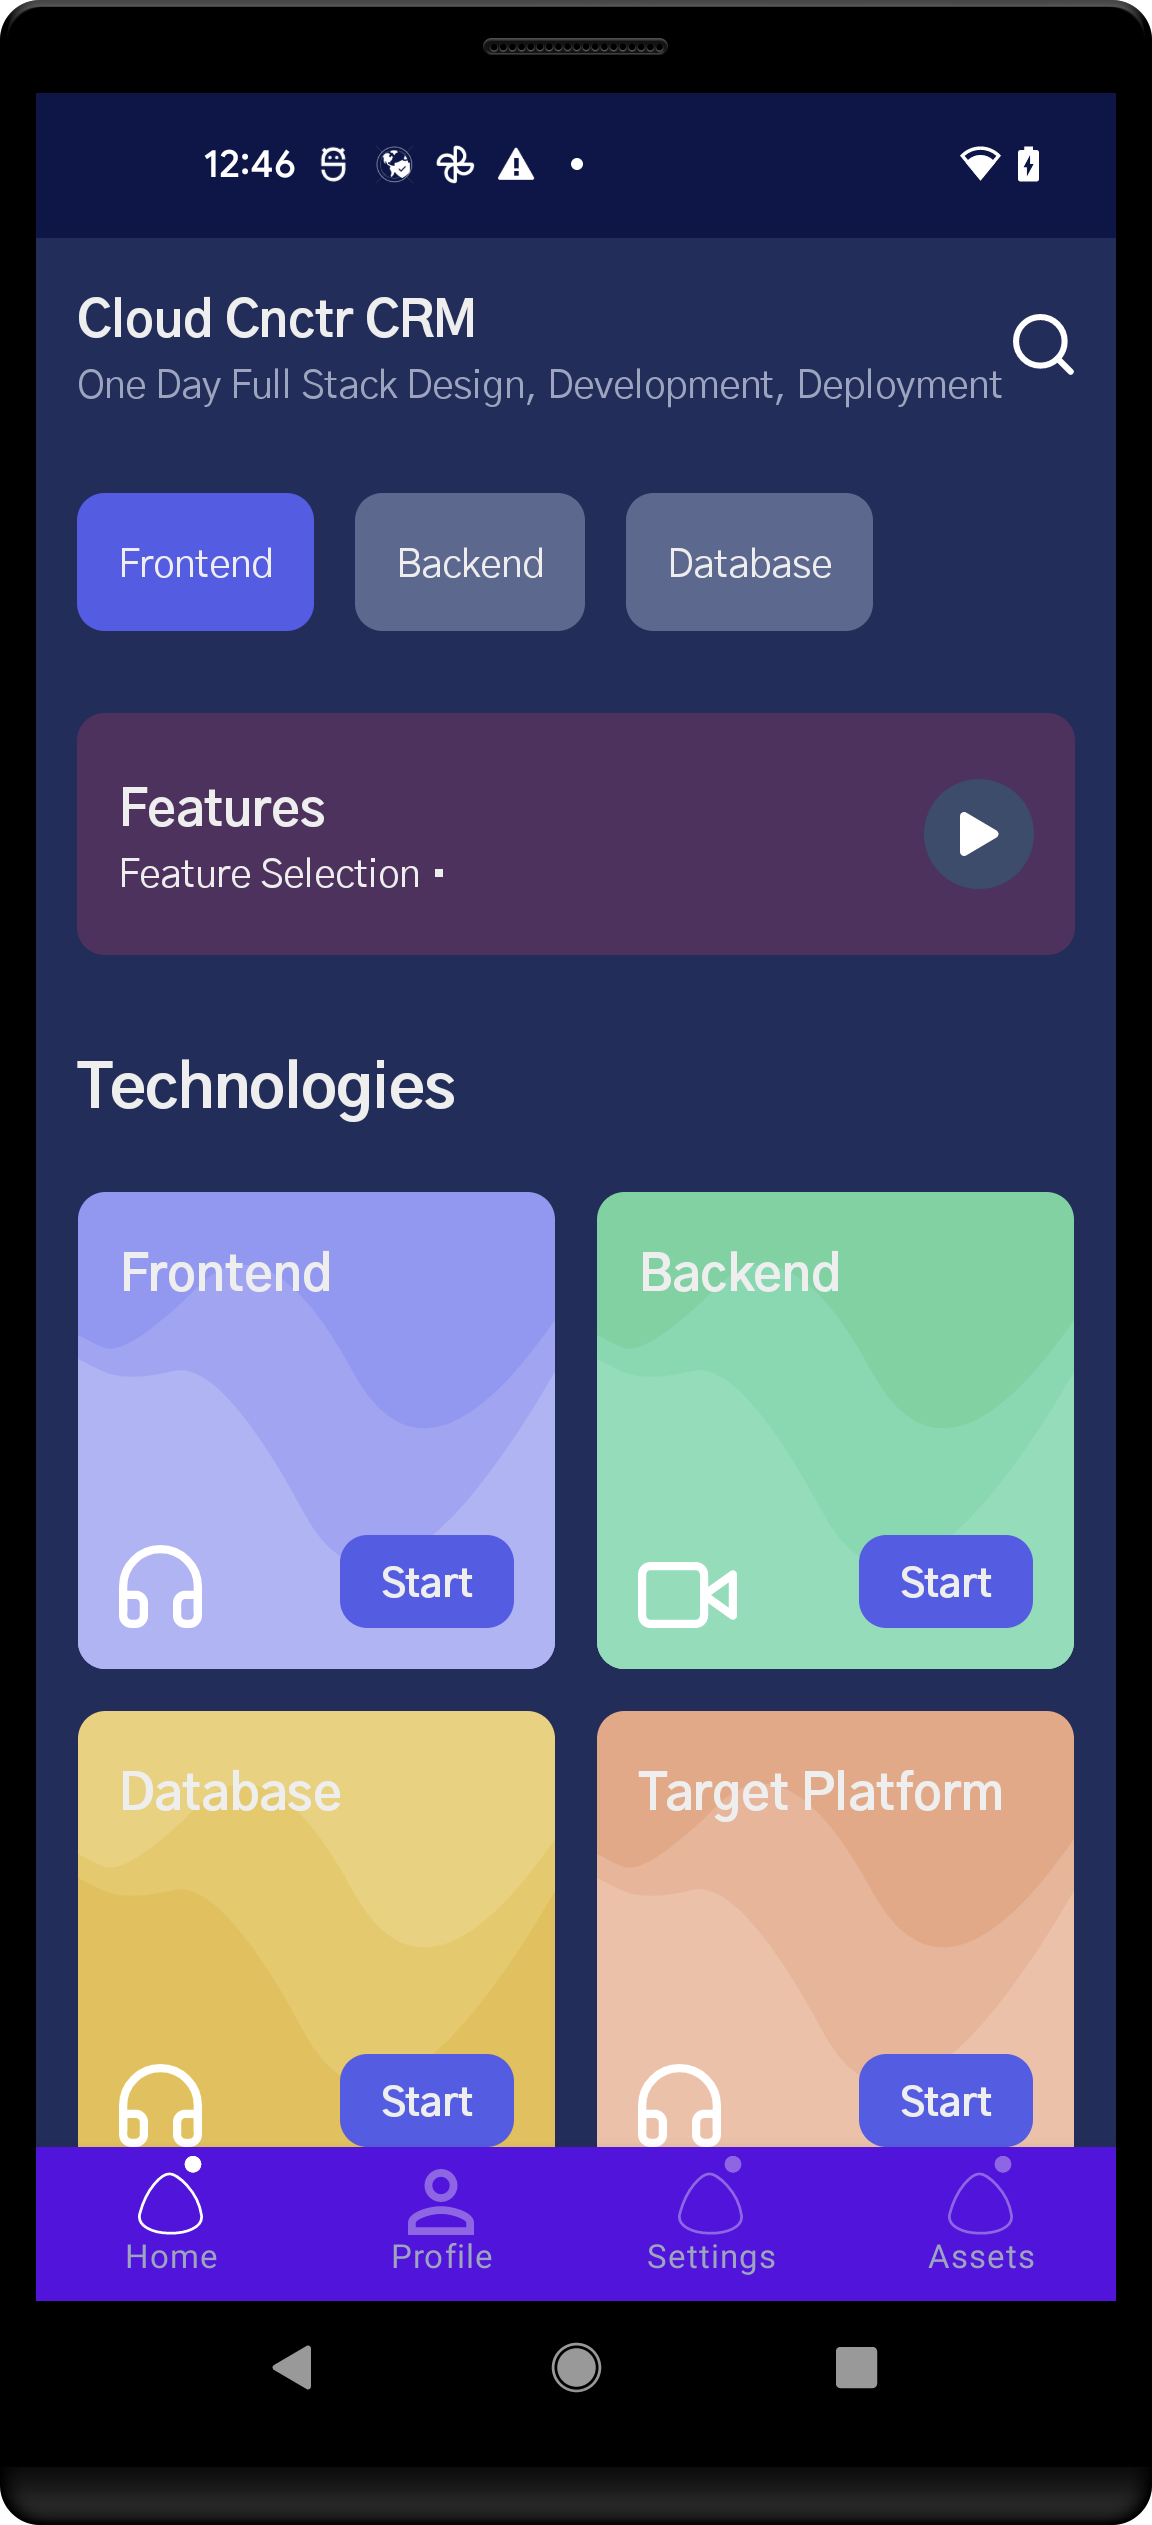 12:46
Cloud Cnctr CRM
One Day Full Stack Design, Development, Deployment
Frontend
Backend
Database
Features
Feature Selection ▪
Technologies
Frontend
Backend
Start
Start
Database
Target Platform
Start
Start
Home
Profile
Settings
Assets